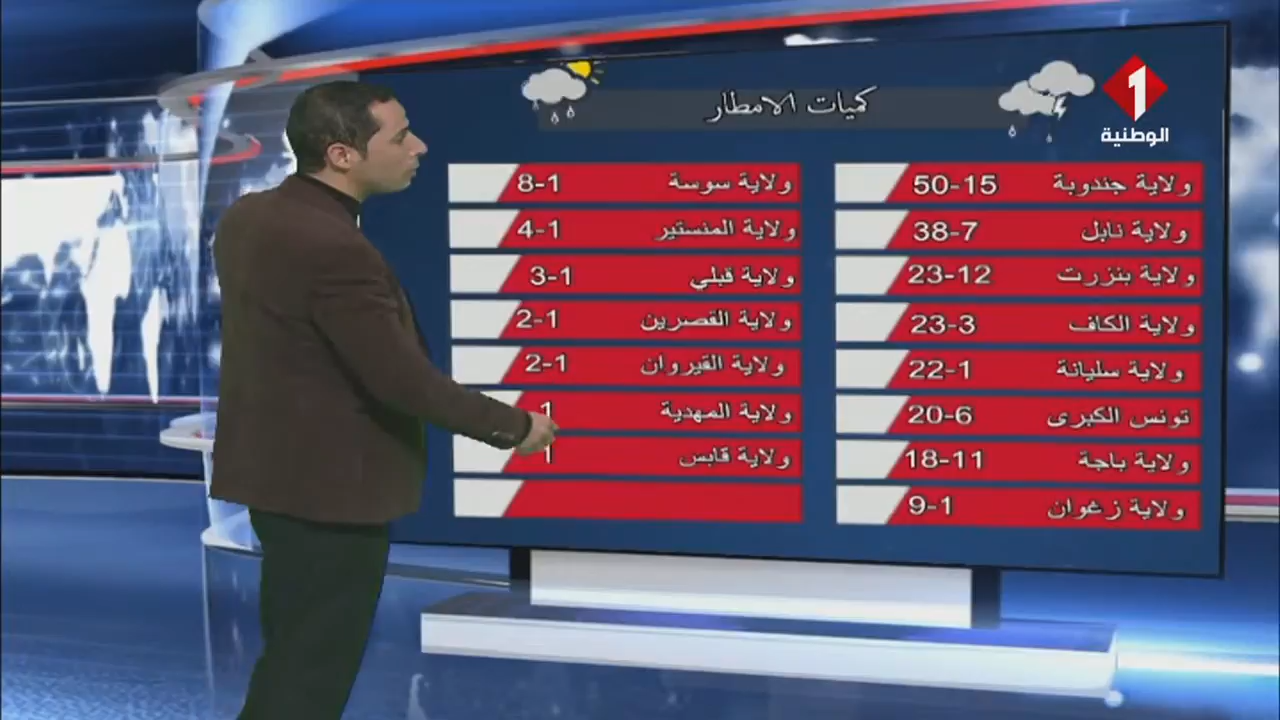 كميات الامطار
1
الوطنية
ولاية جندوبة 15-50
ولاية نابل 7-38
ولاية بنزرت 12-23
ولاية الكاف 3-23
ولاية سليانة 1-22
تونس الكبرى 6-20
ولاية باجة 11-18
ولاية زغوان 1-9
ولاية سوسة 1-8
ولاية المنستير 1-4
ولاية قبلي 1-3
ولاية القصرين 1-2
ولاية القيروان 1-2
ولاية المهدية 1
ولاية قابس 1